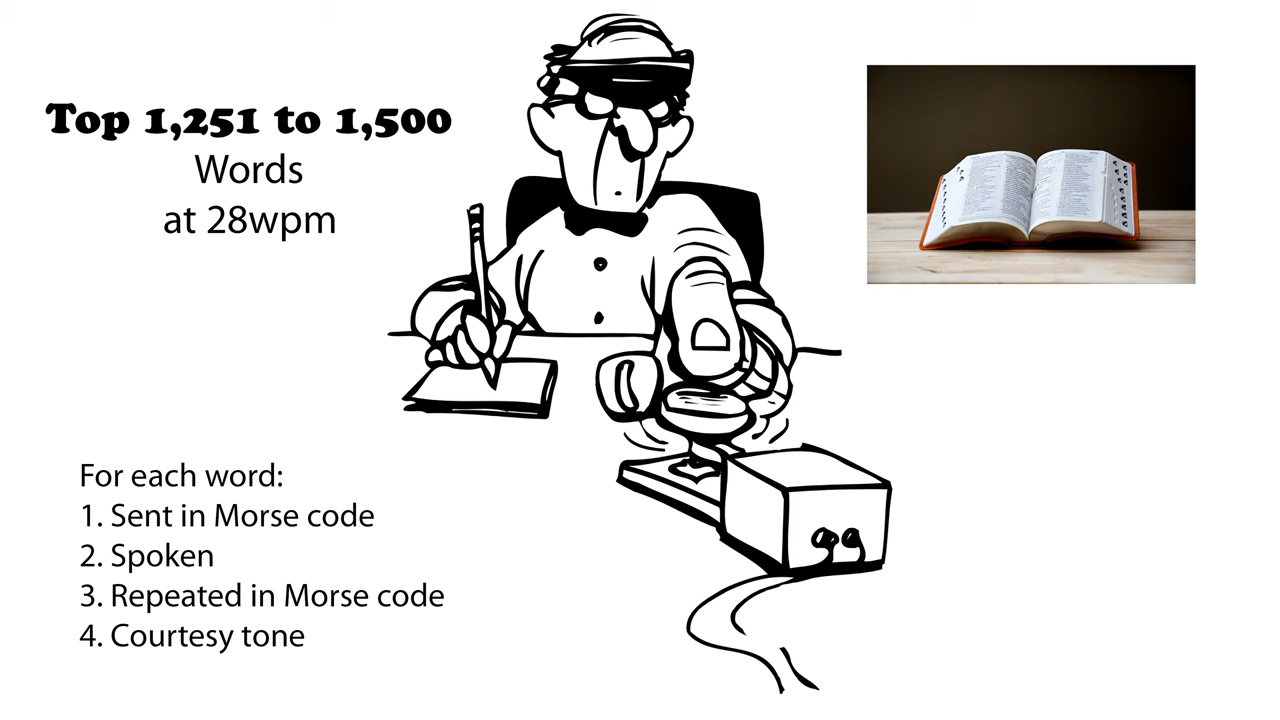 Top 1,251 to 1,500
Words
at 28wpm
For each word:
1. Sent in Morse code
2. Spoken
3. Repeated in Morse code
4. Courtesy tone